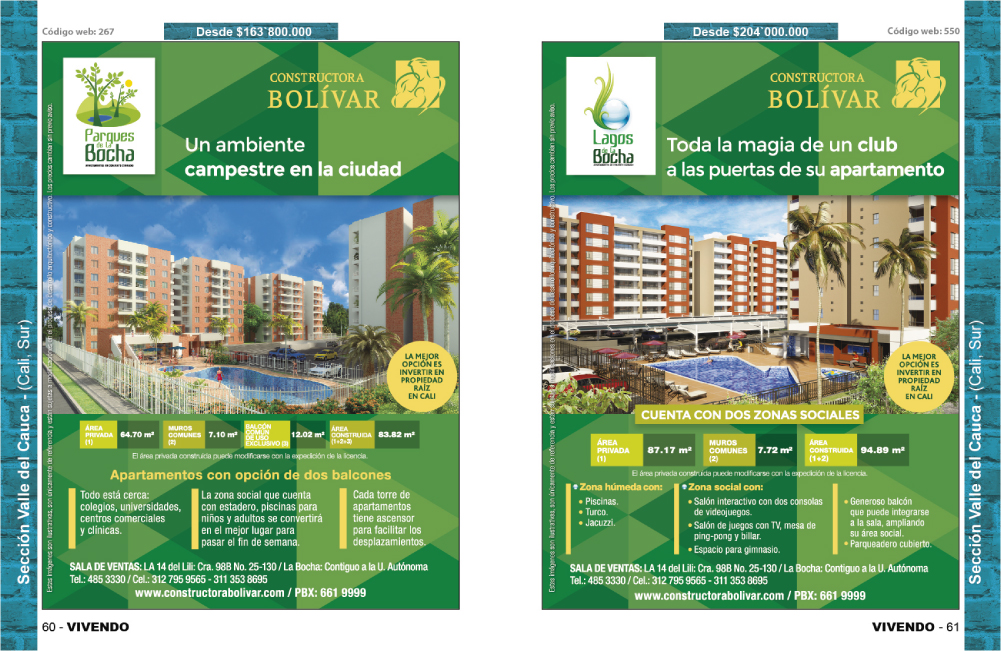 Código web: 267
Desde $163´800.000
Parques
de la
Bocha
CONSTRUCTORA
BOLÍVAR
Un ambiente
campestre en la ciudad
LA MEJOR
OPCIÓN ES
INVERTIR EN
PROPIEDAD
RAÍZ
EN CALI
ÁREA
PRIVADA
(1)
64.70 m²
MUROS
COMUNES
(2)
7.10 m²
BALCÓN
COMÚN
DE USO
EXCLUSIVO (3)
12.02 m²
ÁREA
CONSTRUIDA
(1+2+3)
83.82 m²
El área privada construida puede modificarse con la expedición de la licencia.
Apartamentos con opción de dos balcones
Todo está cerca:
colegios, universidades,
centros comerciales
y clínicas.
La zona social que cuenta
con estadero, piscinas para
niños y adultos se convertirá
en el mejor lugar para
pasar el fin de semana.
Cada torre de
apartamentos
tiene ascensor
para facilitar los
desplazamientos.
SALA DE VENTAS: LA 14 del Lili: Cra. 98B No. 25-130 / La Bocha: Contiguo a la U. Autónoma
Tel.: 485 3330 / Cel.: 312 795 9565 - 311 353 8695
www.constructorabolivar.com / PBX: 661 9999
Sección Valle del Cauca - (Cali, Sur)
60 - VIVENDO
Desde $204´000.000
Código web: 550
Lagos
de la
Bocha
CONSTRUCTORA
BOLÍVAR
Toda la magia de un club
a las puertas de su apartamento
LA MEJOR
OPCIÓN ES
INVERTIR EN
PROPIEDAD
RAÍZ
EN CALI
CUENTA CON DOS ZONAS SOCIALES
ÁREA
PRIVADA
(1)
87.17 m²
MUROS
COMUNES
(2)
7.72 m²
ÁREA
CONSTRUIDA
(1+2)
94.89 m²
El área privada construida puede modificarse con la expedición de la licencia.
Zona húmeda con:
• Piscinas.
• Turco.
• Jacuzzi.
Zona social con:
• Salón interactivo con dos consolas
de videojuegos.
• Salón de juegos con TV, mesa de
ping-pong y billar.
• Espacio para gimnasio.
• Generoso balcón
que puede integrarse
a la sala, ampliando
su área social.
• Parqueadero cubierto.
SALA DE VENTAS: LA 14 del Lili: Cra. 98B No. 25-130 / La Bocha: Contiguo a la U. Autónoma
Tel.: 485 3330 / Cel.: 312 795 9565 - 311 353 8695
www.constructorabolivar.com / PBX: 661 9999
Sección Valle del Cauca - (Cali, Sur)
VIVENDO - 61